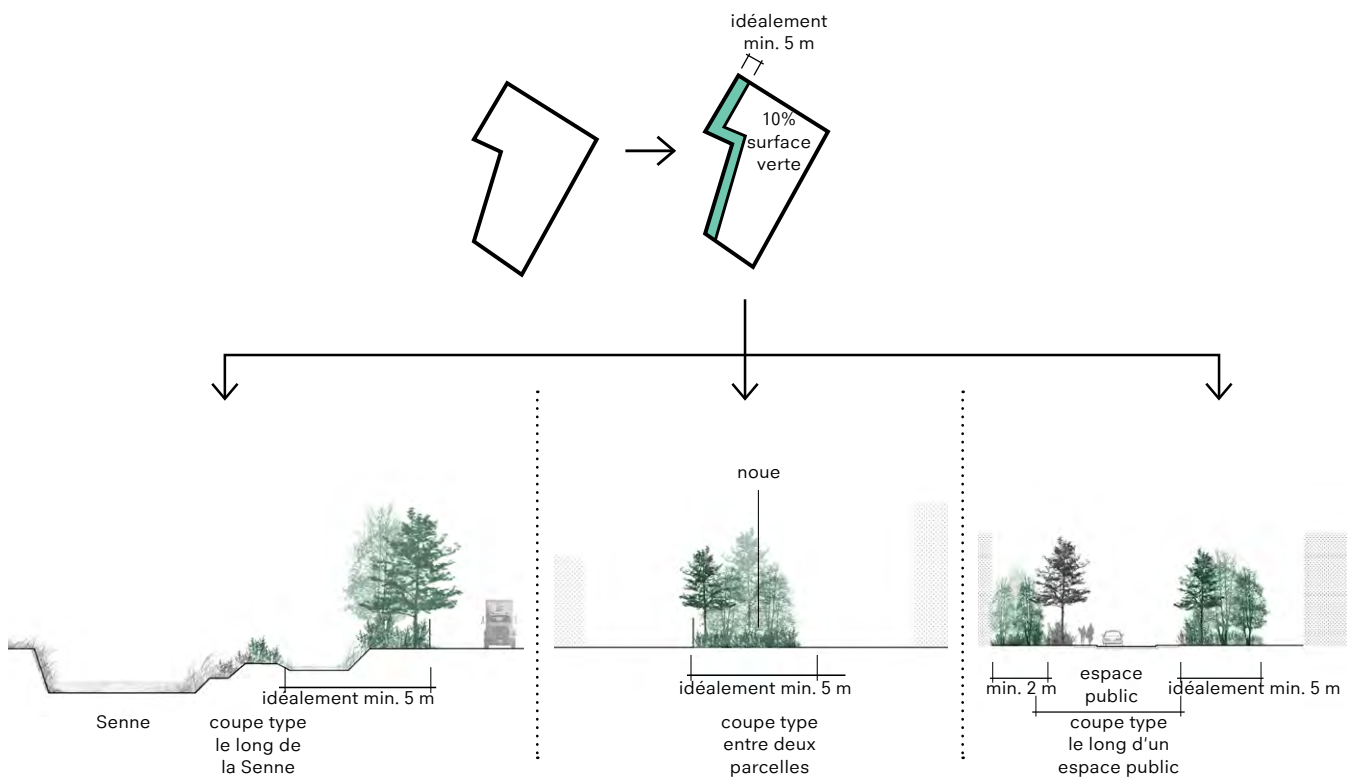 idéalement
min. 5 m
10%
surface
verte
idéalement min. 5 m
Senne
coupe type
le long de
la Senne
noue
idéalement min. 5 m
coupe type
entre deux
parcelles
min. 2 m
espace
public
idéalement min. 5 m
coupe type
le long d'un
espace public